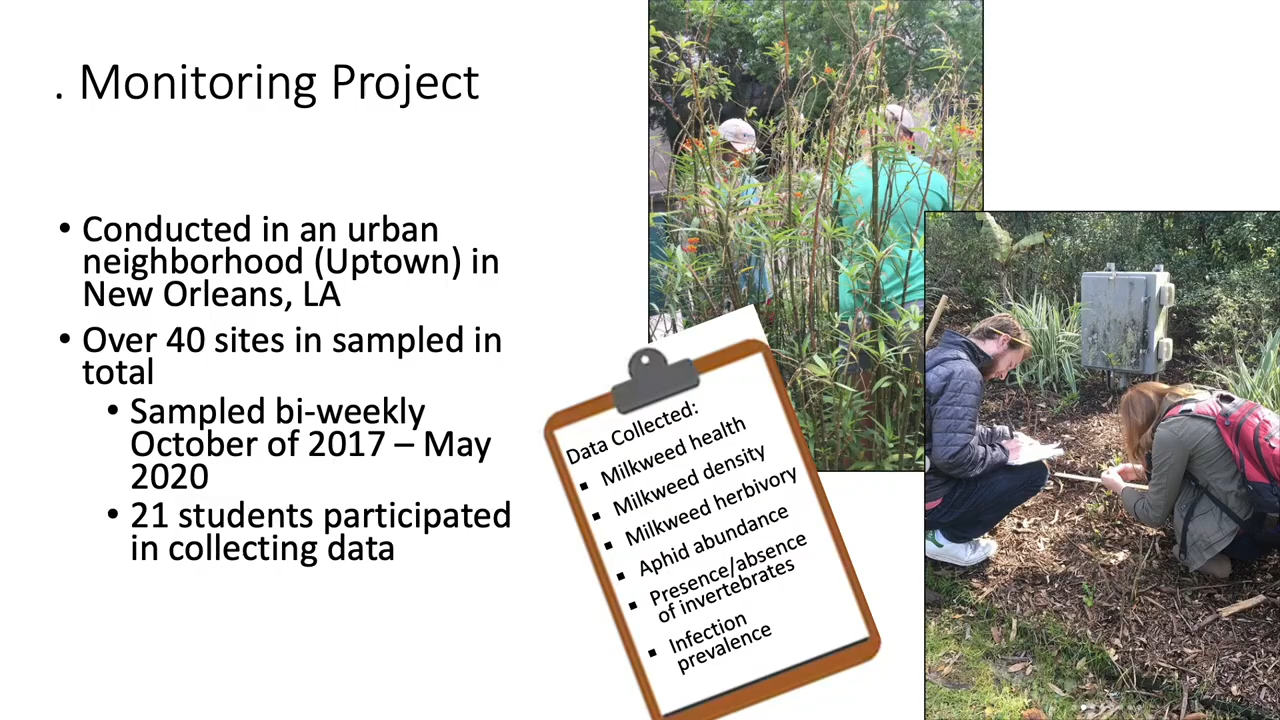 . Monitoring Project
• Conducted in an urban
neighborhood (Uptown) in
New Orleans, LA
• Over 40 sites in sampled in
total
• Sampled bi-weekly
October of 2017 – May
2020
• 21 students participated
in collecting data
Data Collected:
▪ Milkweed health
▪ Milkweed density
▪ Milkweed herbivory
▪ Aphid abundance
▪ Presence/absence
of invertebrates
▪ Infection
prevalence